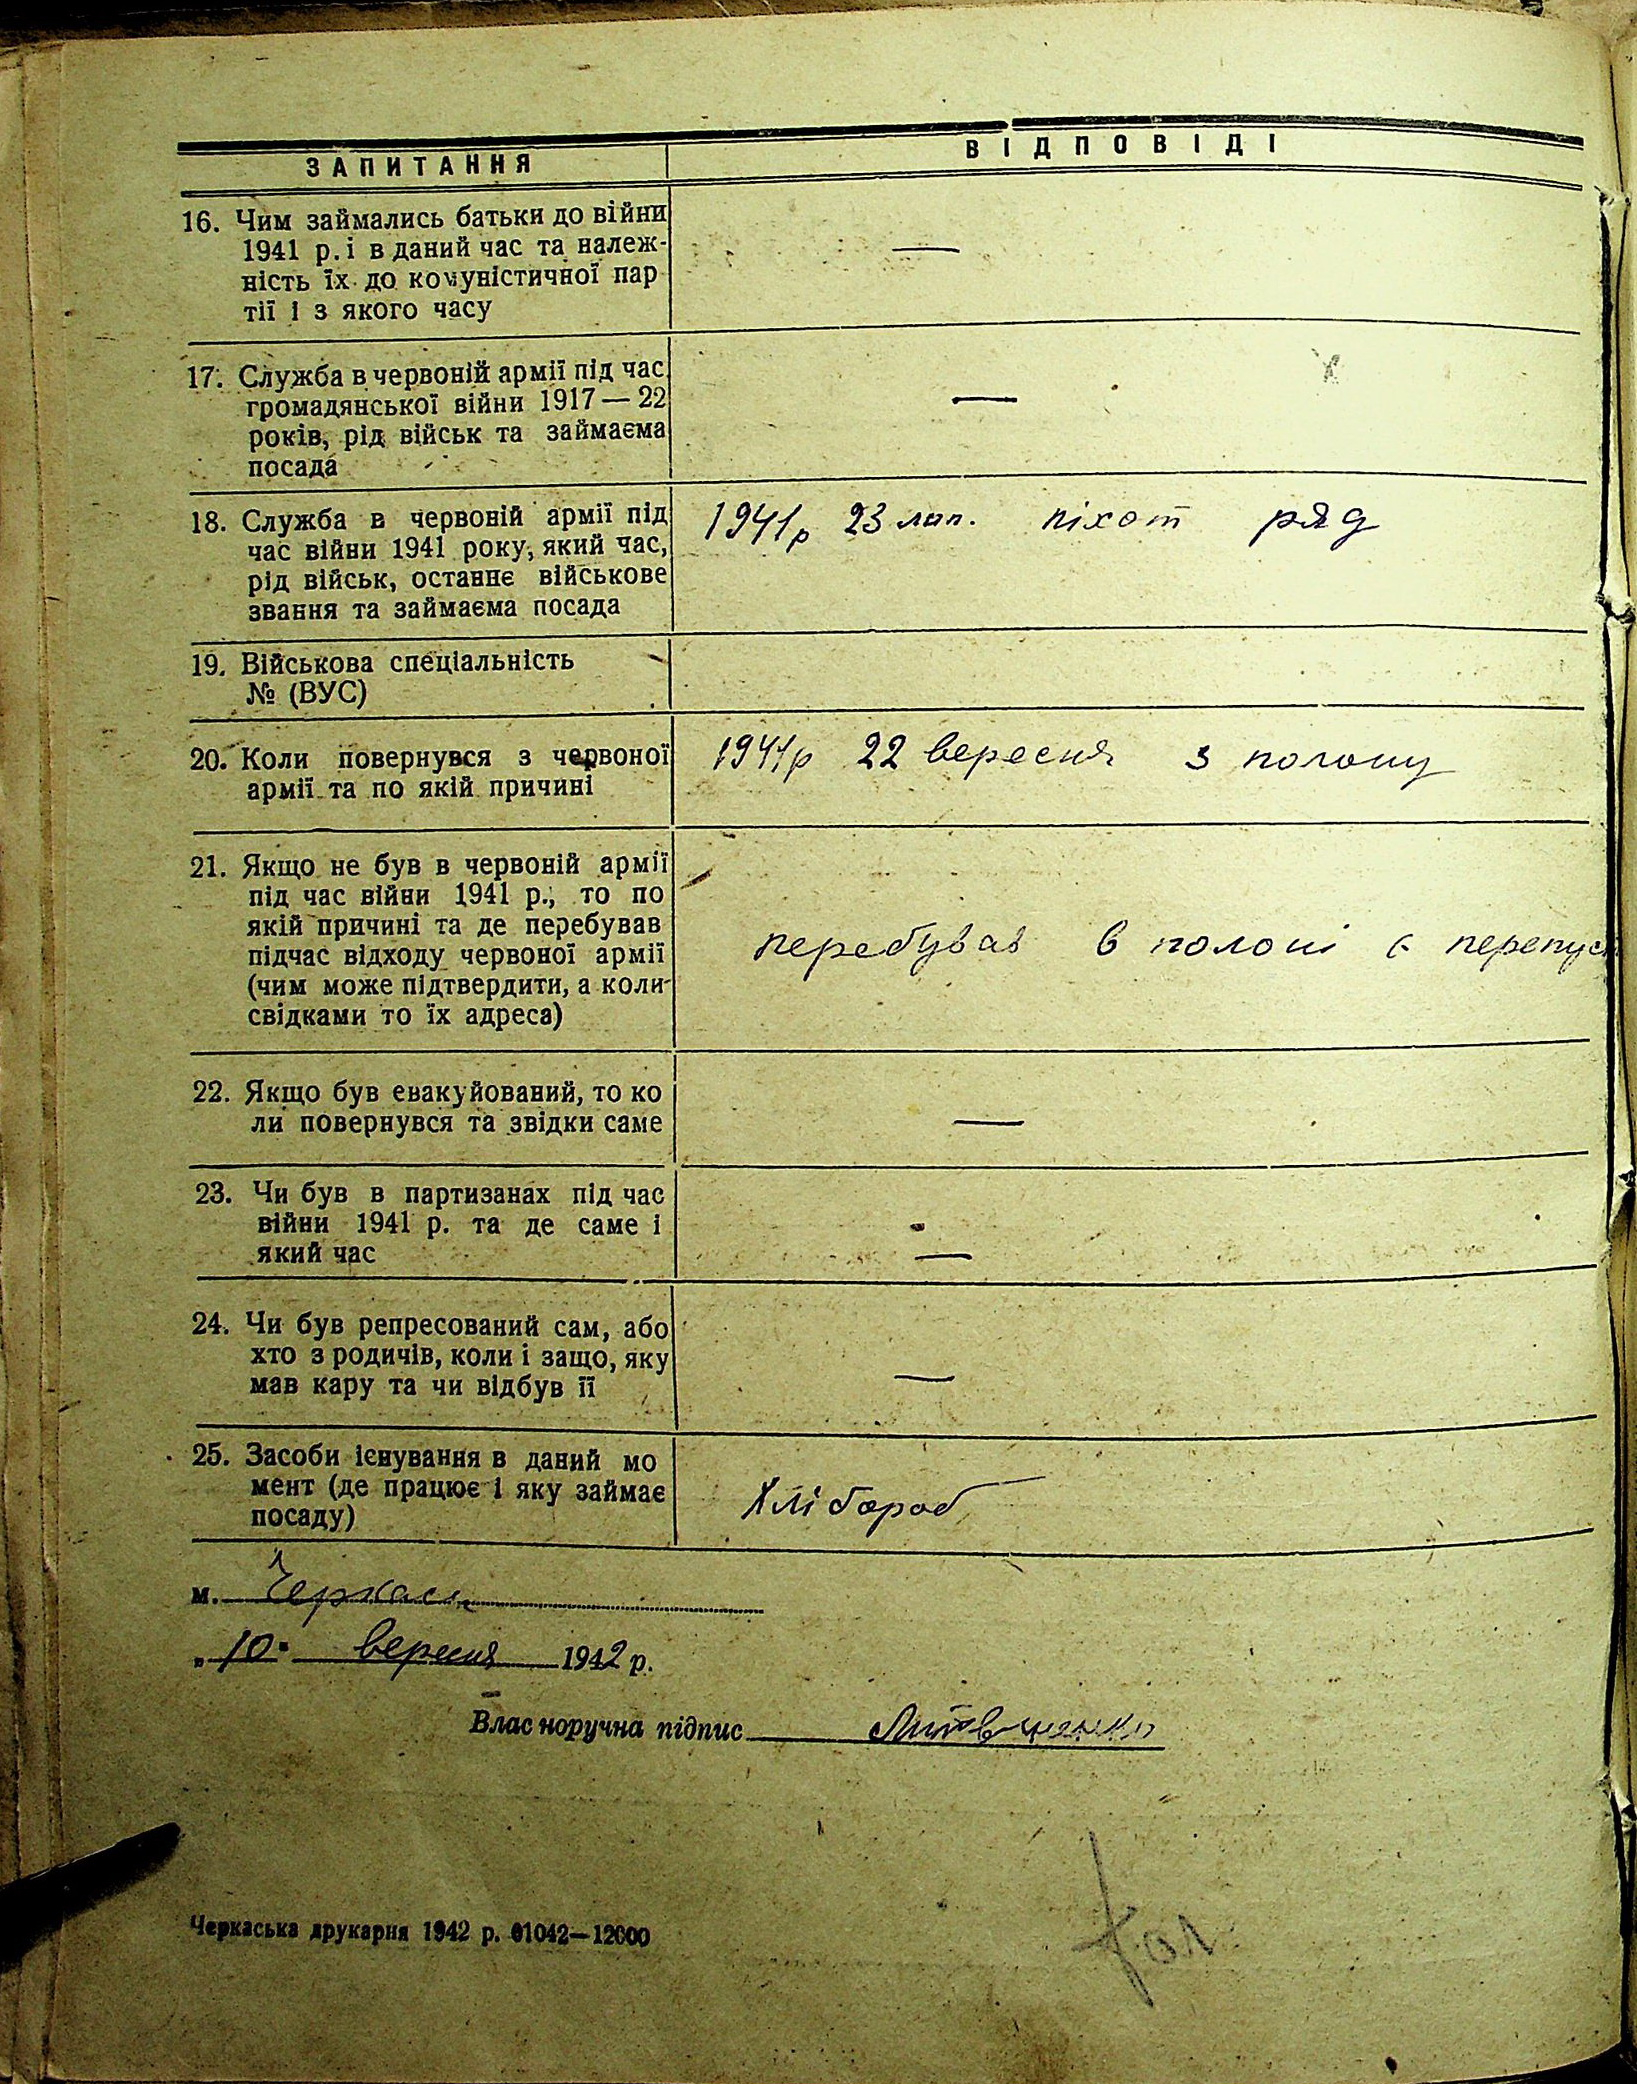 ЗАПИТАННЯ
ВІДПОВІДІ
16. Чим займались батьки до війни
1941 р. і в даний час та належ-
ність їх до комуністичної пар
тії і з якого часу
—
17. Служба в червоній армії під час
громадянської війни 1917 — 22
років, рід військ та займаєма
посада
—
18. Служба в червоній армії під
час війни 1941 року, який час,
рід військ, останнє військове
звання та займаєма посада
1941р 23 лип. піхот ряд
19. Військова спеціальність
№ (ВУС)
20. Коли повернувся з червоної
армії та по якій причині
1941р 22 вересня з полону
21. Якщо не був в червоній армії
під час війни 1941 р., то по
якій причині та де перебував
підчас відходу червоної армії
(чим може підтвердити, а коли-
свідками то їх адреса)
перебував в полоні є перепуст
22. Якщо був евакуйований, то ко
ли повернувся та звідки саме
—
23. Чи був в партизанах під час
війни 1941 р. та де саме і
який час
—
24. Чи був репресований сам, або
хто з родичів, коли і защо, яку
мав кару та чи відбув її
—
25. Засоби ієнування в даний мо
мент (де працює і яку займає
посаду)
Хлібороб
м. Черкаси
„10" вересня 1942 р.
Власноручна підпис Литвиненко
Черкаська друкарня 1942 р. 01042—12000